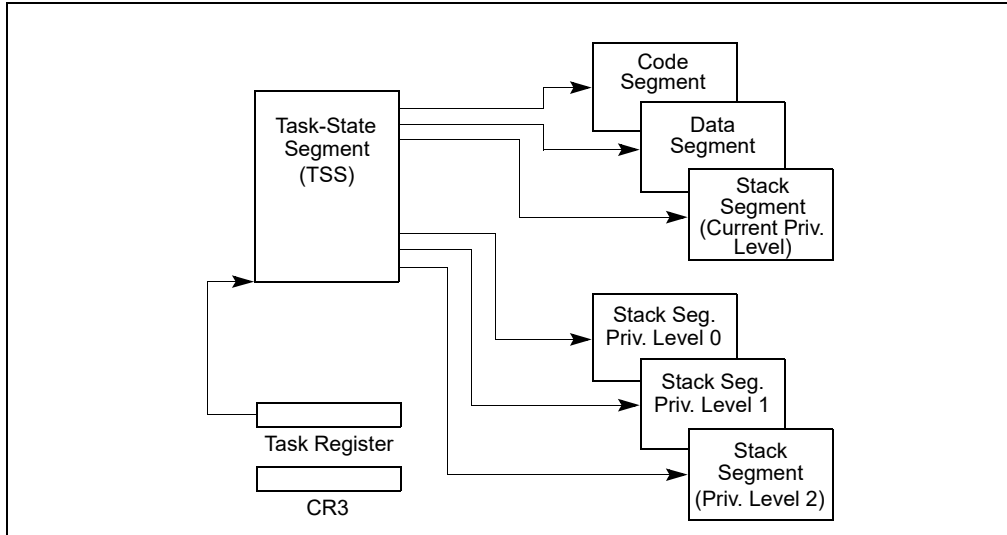 Task-State
Segment
(TSS)
Code
Segment
Data
Segment
Stack
Segment
(Current Priv.
Level)
Stack Seg.
Priv. Level 0
Stack Seg.
Priv. Level 1
Stack
Segment
(Priv. Level 2)
Task Register
CR3